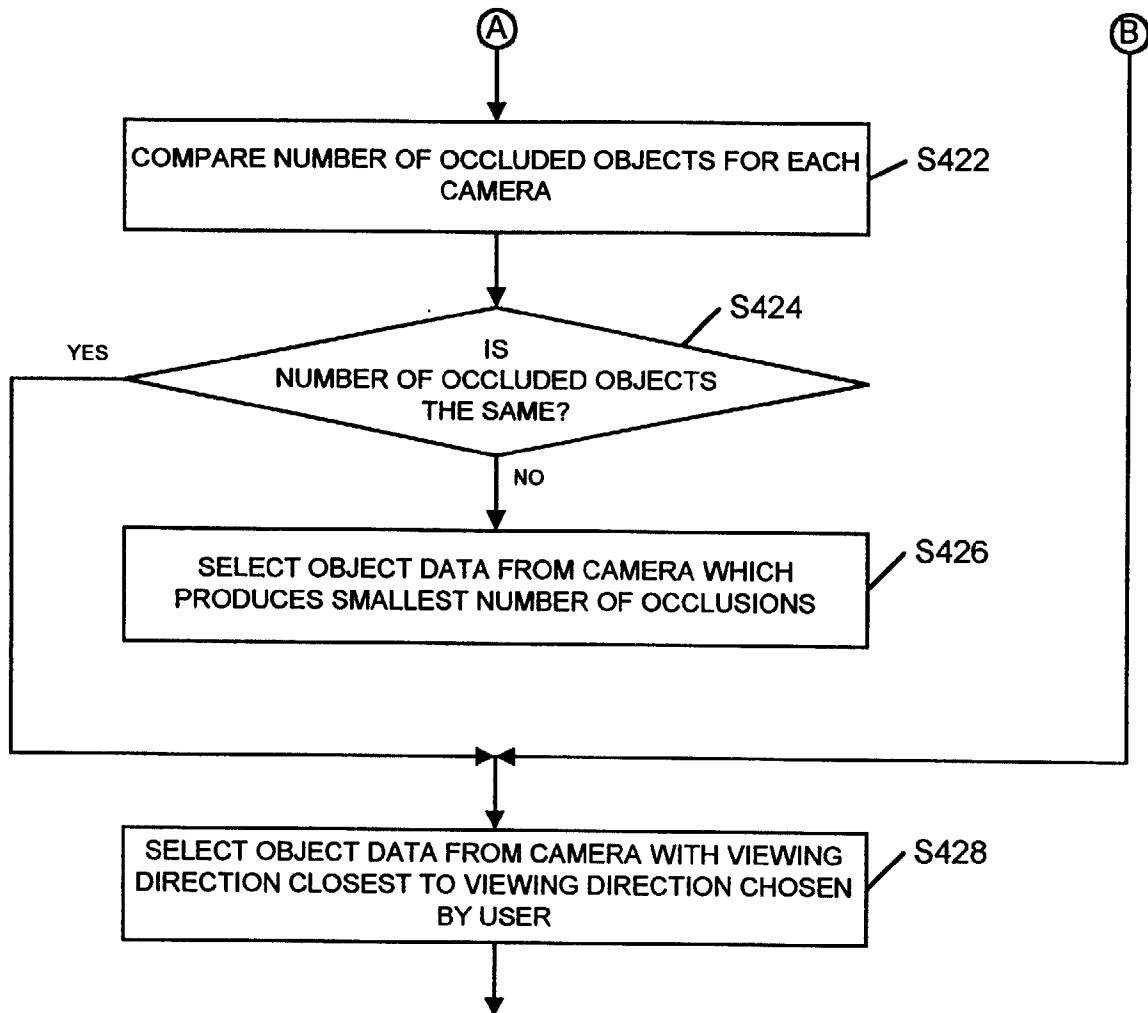 A
B
COMPARE NUMBER OF OCCLUDED OBJECTS FOR EACH
CAMERA
S422
S424
YES
IS
NUMBER OF OCCLUDED OBJECTS
THE SAME?
NO
SELECT OBJECT DATA FROM CAMERA WHICH
PRODUCES SMALLEST NUMBER OF OCCLUSIONS
S426
SELECT OBJECT DATA FROM CAMERA WITH VIEWING
DIRECTION CLOSEST TO VIEWING DIRECTION CHOSEN
BY USER
S428